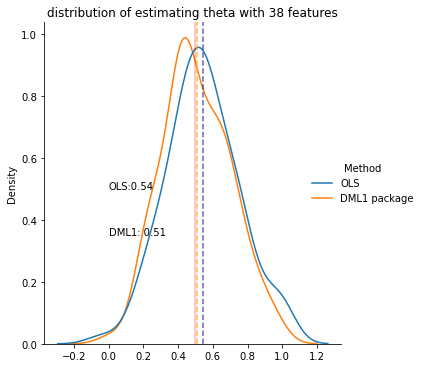 distribution of estimating theta with 38 features
1.0
0.8
0.6
0.4
0.2
0.0
Density
OLS:0.54
DML1: 0.51
Method
OLS
DML1 package
−0.2 0.0 0.2 0.4 0.6 0.8 1.0 1.2